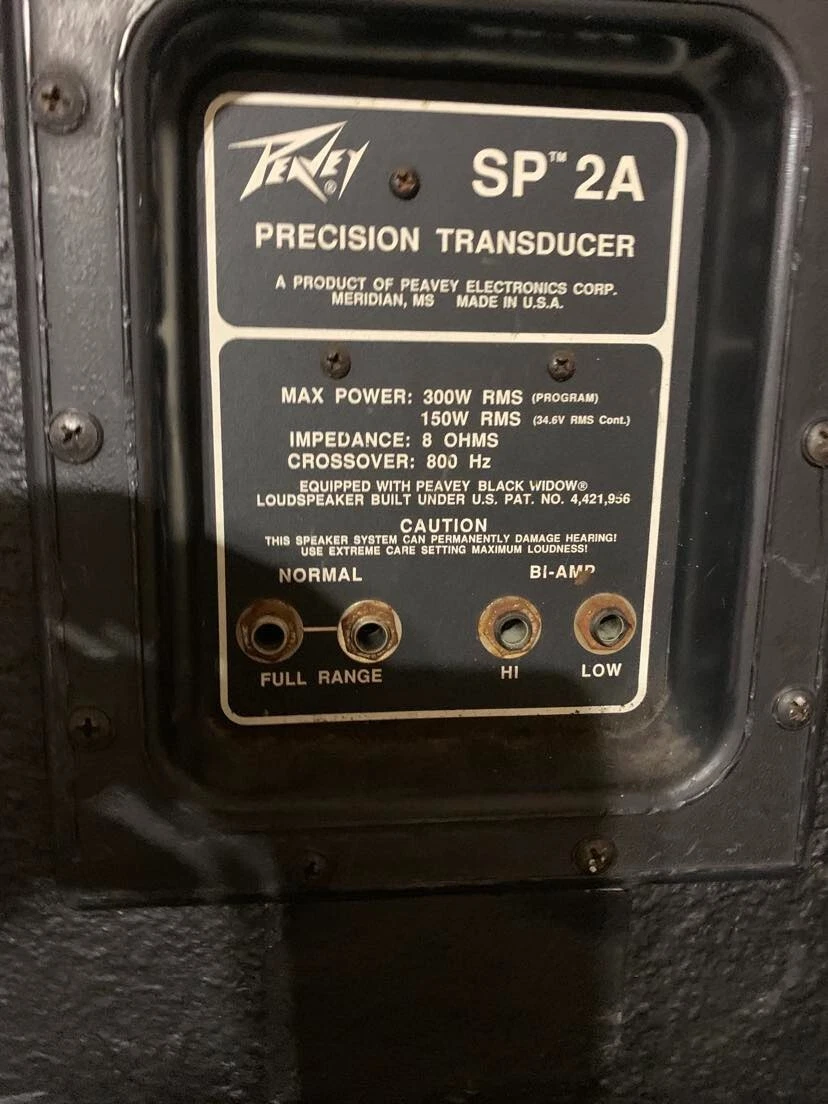 PEAVEY®
SP™ 2A
PRECISION TRANSDUCER
A PRODUCT OF PEAVEY ELECTRONICS CORP.
MERIDIAN, MS MADE IN U.S.A.
MAX POWER: 300W RMS (PROGRAM)
150W RMS (34.6V RMS Cont.)
IMPEDANCE: 8 OHMS
CROSSOVER: 800 Hz
EQUIPPED WITH PEAVEY BLACK WIDOW®
LOUDSPEAKER BUILT UNDER U.S. PAT. NO. 4,421,956
CAUTION
THIS SPEAKER SYSTEM CAN PERMANENTLY DAMAGE HEARING!
USE EXTREME CARE SETTING MAXIMUM LOUDNESS!
NORMAL BI-AMP
FULL RANGE HI LOW